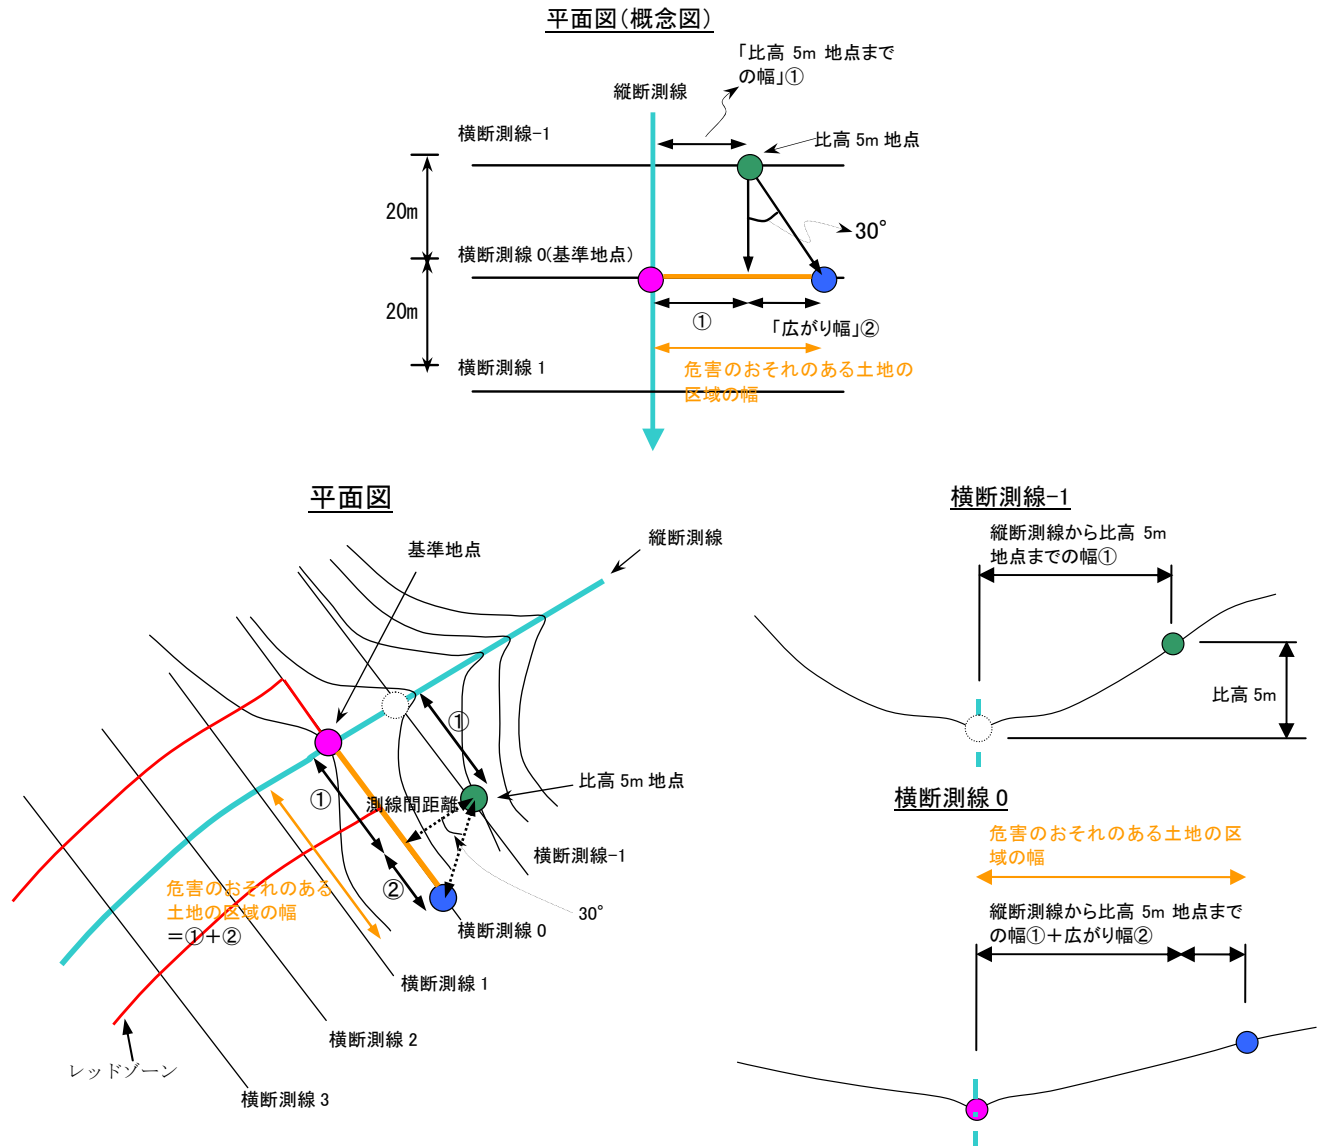 平面図(概念図)
「比高 5m 地点まで
の幅」①
縦断測線
横断測線-1
比高 5m 地点
20m
30°
横断測線 0(基準地点)
20m
①
「広がり幅」②
横断測線 1
危害のおそれのある土地の
区域の幅
平面図
基準地点
縦断測線
①
比高 5m 地点
測線間距離
①
横断測線-1
②
30°
危害のおそれのある
土地の区域の幅
=①+②
横断測線 0
横断測線 1
横断測線 2
レッドゾーン
横断測線 3
横断測線-1
縦断測線から比高 5m
地点までの幅①
比高 5m
横断測線 0
危害のおそれのある土地の区
域の幅
縦断測線から比高 5m 地点まで
の幅①+広がり幅②